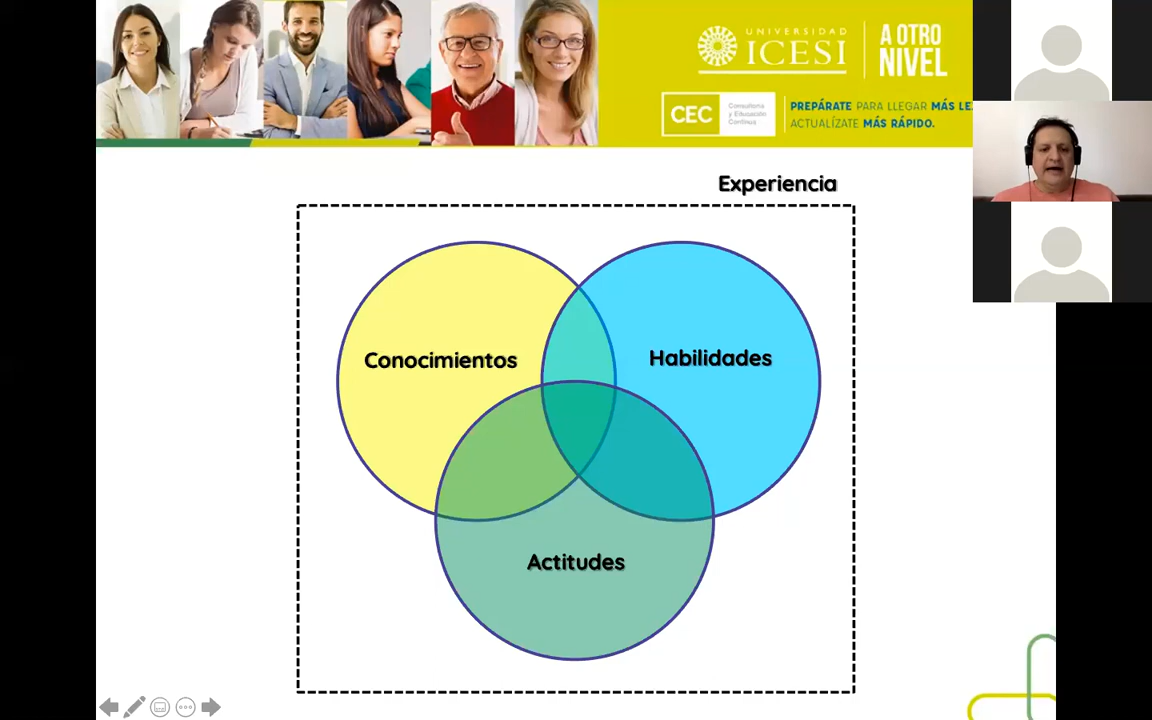 UNIVERSIDAD
ICESI
A OTRO
NIVEL
CEC
Consultoría
y Educación
Continua
PREPÁRATE PARA LLEGAR MÁS LE
ACTUALÍZATE MÁS RÁPIDO.
Experiencia
Conocimientos
Habilidades
Actitudes